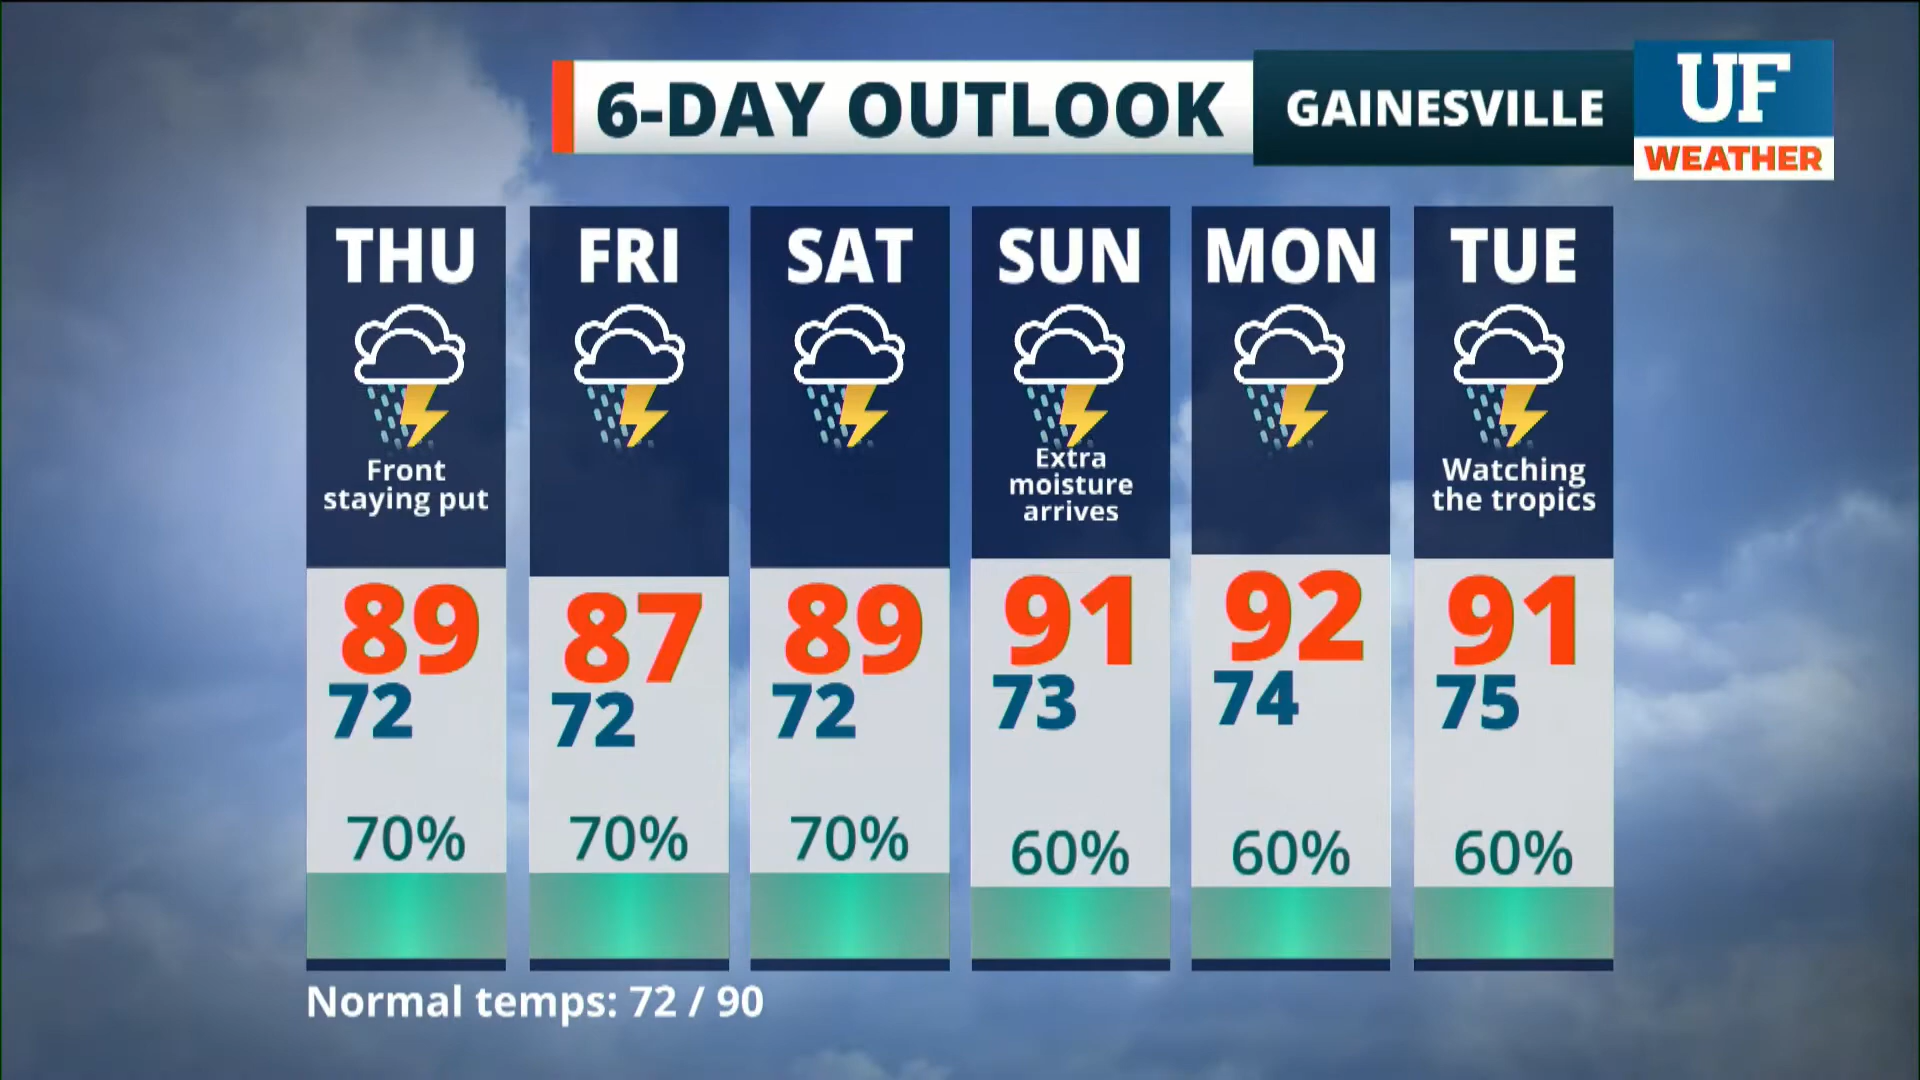 6-DAY OUTLOOK
GAINESVILLE
UF
WEATHER
THU
Front
staying put
89
72
70%
FRI
87
72
70%
SAT
89
72
70%
SUN
Extra
moisture
arrives
91
73
60%
MON
92
74
60%
TUE
Watching
the tropics
91
75
60%
Normal temps: 72 / 90